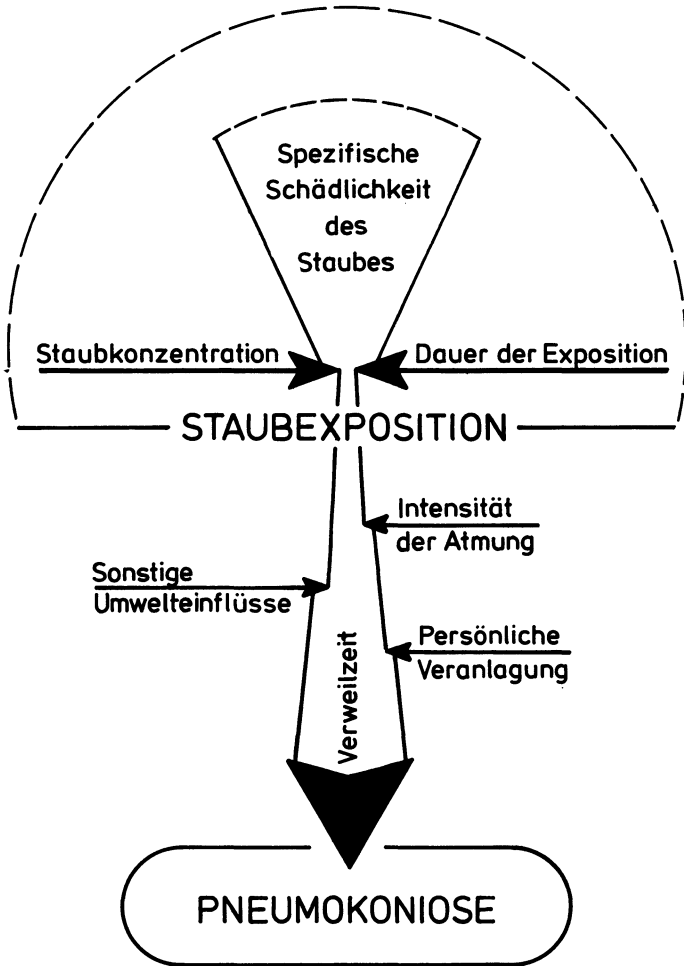 Spezifische
Schädlichkeit
des
Staubes
Staubkonzentration
Dauer der Exposition
STAUBEXPOSITION
Intensität
der Atmung
Sonstige
Umwelteinflüsse
Persönliche
Veranlagung
Verweilzeit
PNEUMOKONIOSE